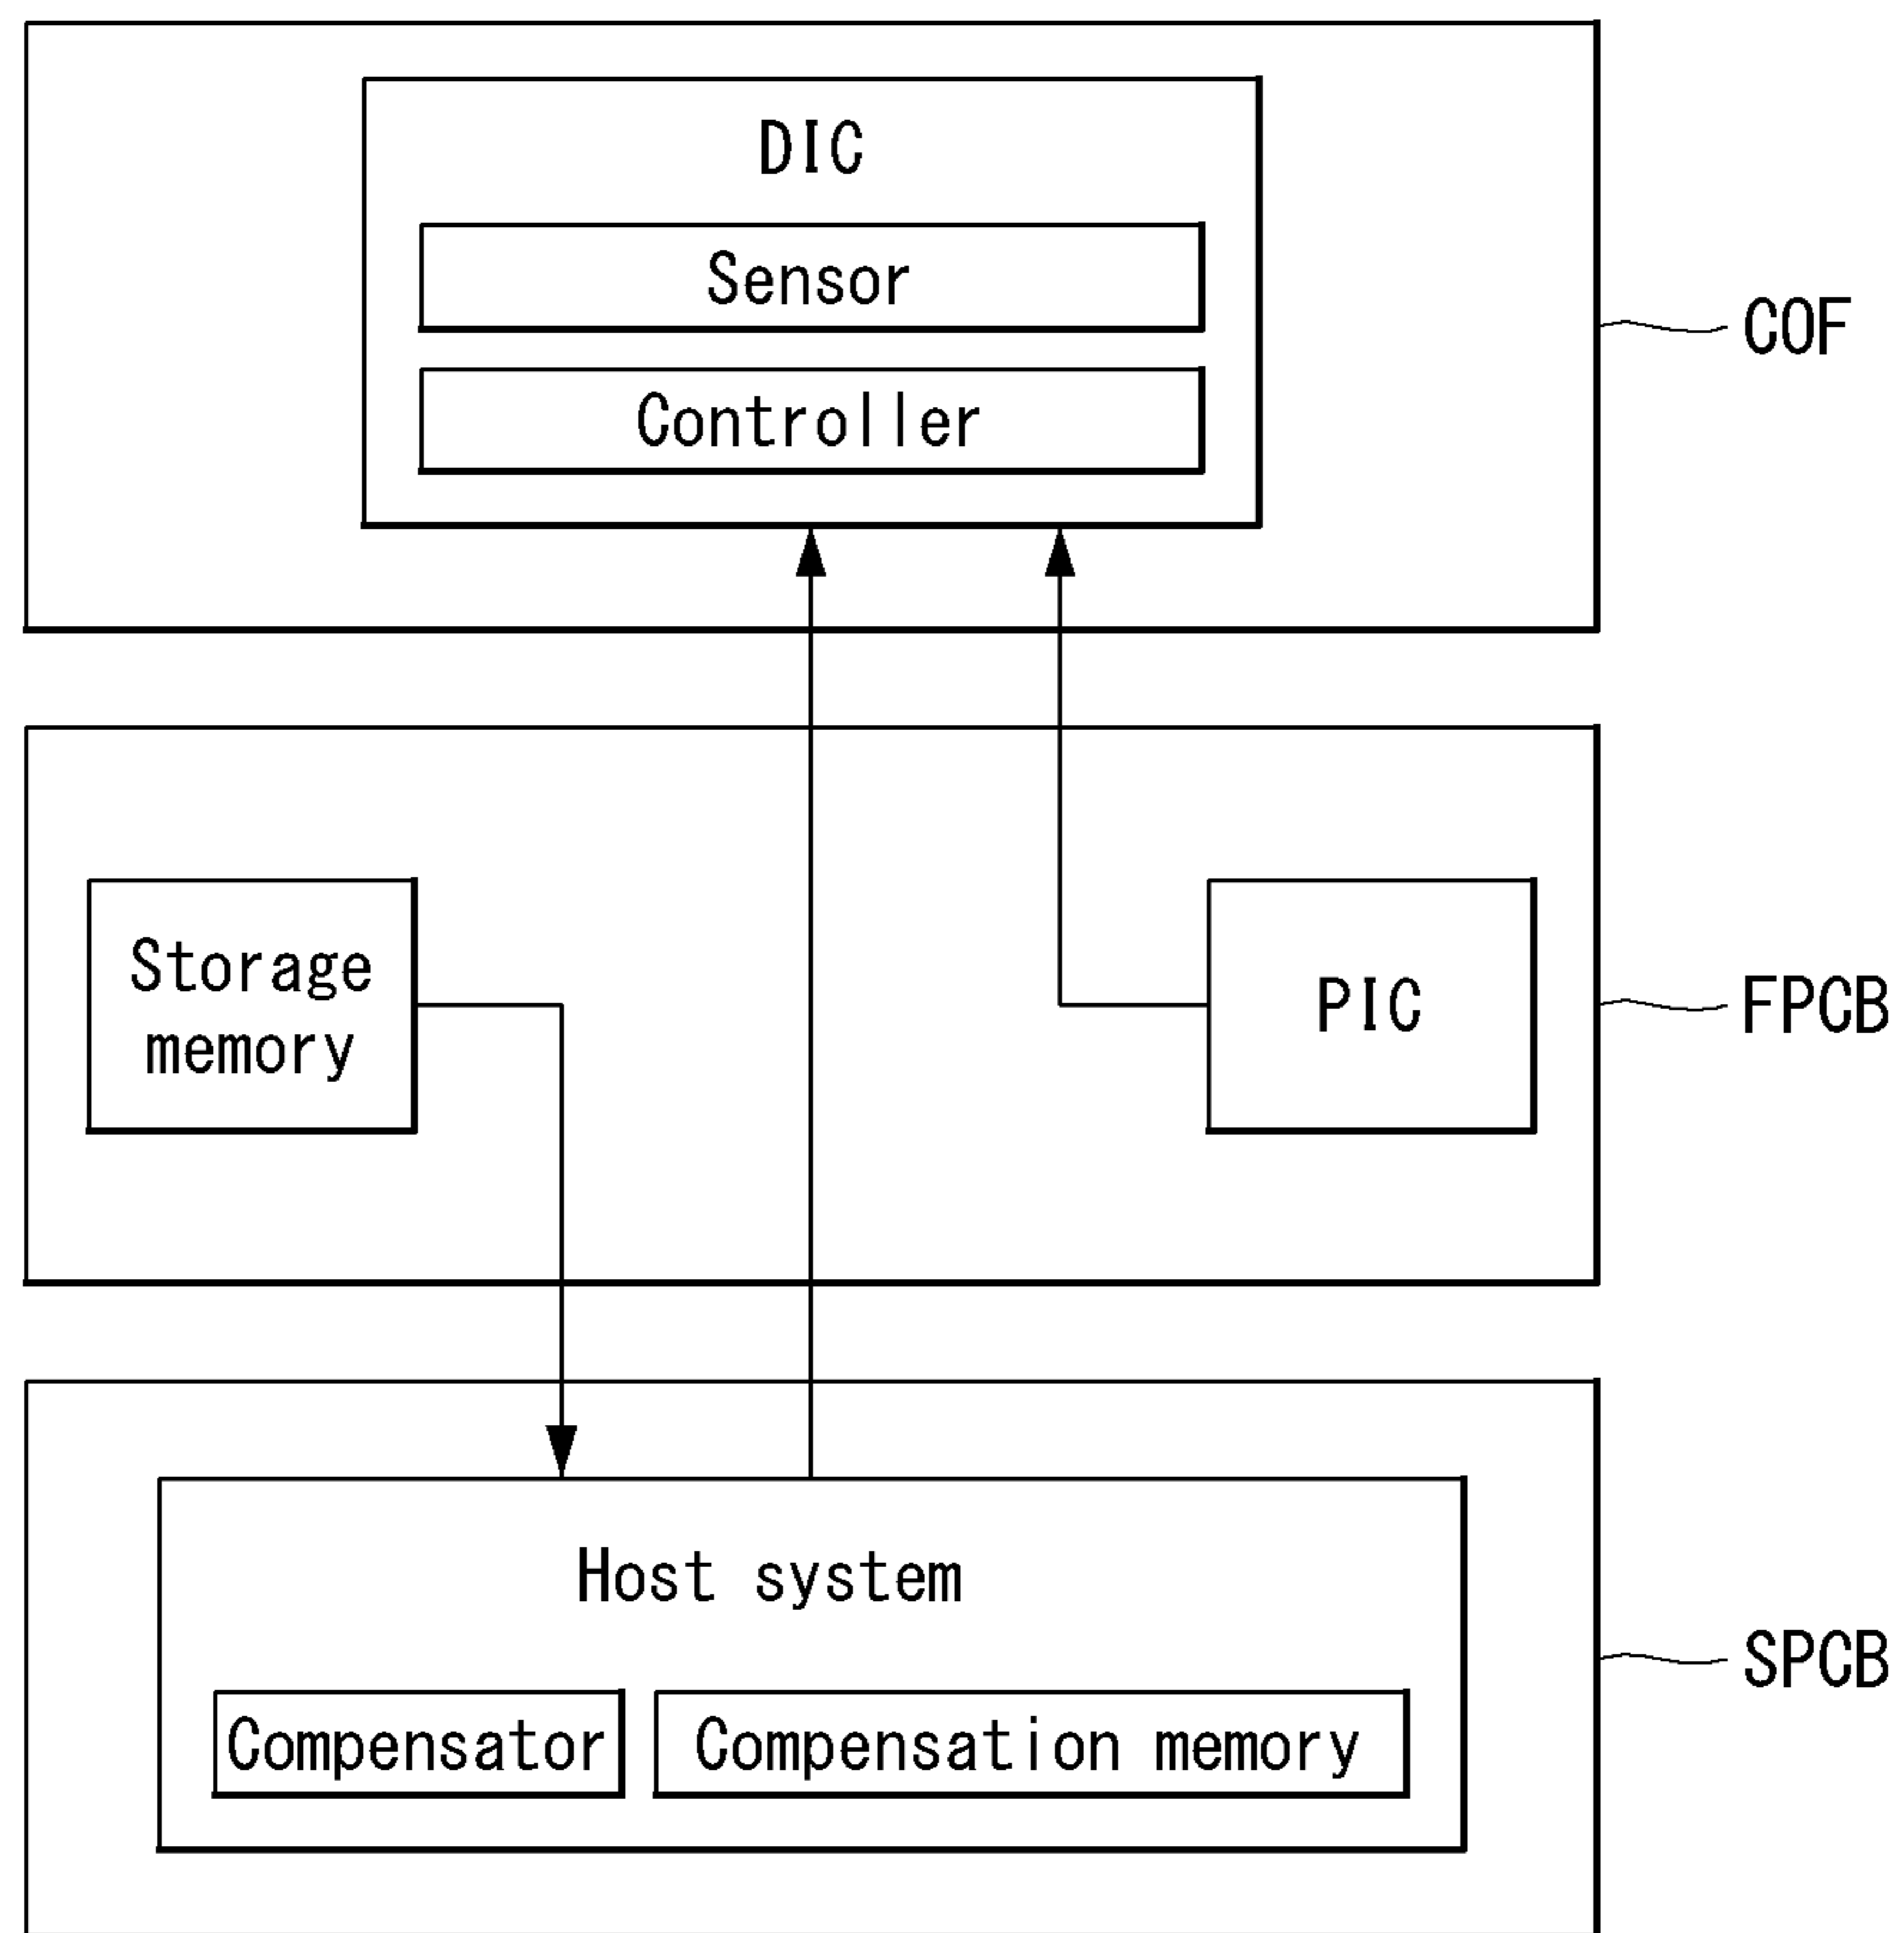 DIC
Sensor
Controller
COF
Storage
memory
PIC
FPCB
Host system
Compensator
Compensation memory
SPCB